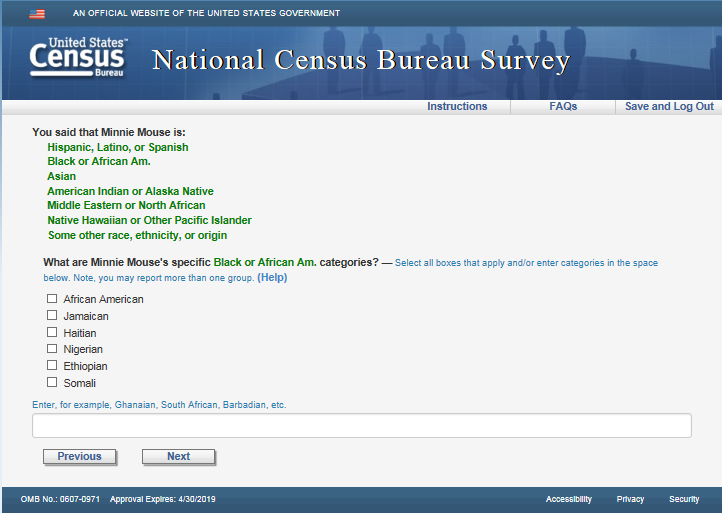 AN OFFICIAL WEBSITE OF THE UNITED STATES GOVERNMENT
United States™
Census
Bureau
National Census Bureau Survey
Instructions FAQs Save and Log Out
You said that Minnie Mouse is:
Hispanic, Latino, or Spanish
Black or African Am.
Asian
American Indian or Alaska Native
Middle Eastern or North African
Native Hawaiian or Other Pacific Islander
Some other race, ethnicity, or origin
What are Minnie Mouse's specific Black or African Am. categories? — Select all boxes that apply and/or enter categories in the space
below. Note, you may report more than one group. (Help)
African American
Jamaican
Haitian
Nigerian
Ethiopian
Somali
Enter, for example, Ghanaian, South African, Barbadian, etc.
Previous Next
OMB No.: 0607-0971 Approval Expires: 4/30/2019 Accessibility Privacy Security